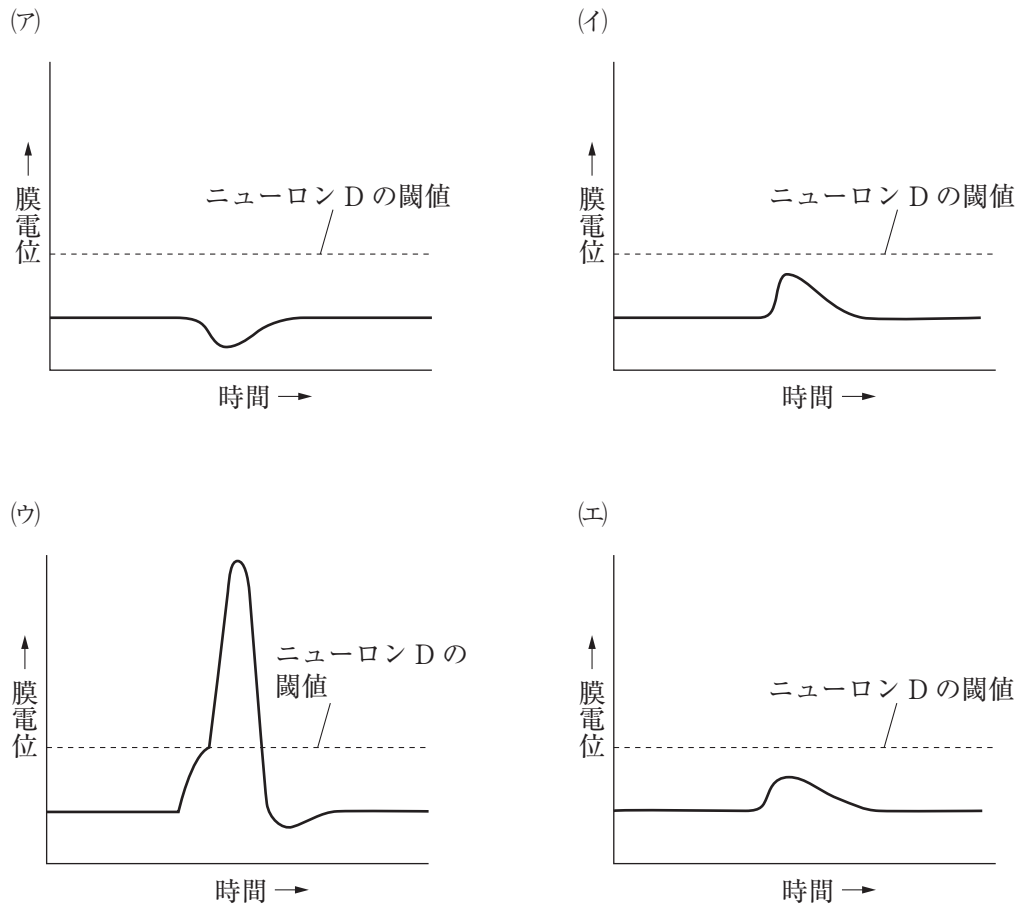 (ア)
↑膜電位
ニューロン D の閾値
時間 →
(イ)
↑膜電位
ニューロン D の閾値
時間 →
(ウ)
↑膜電位
ニューロン D の
閾値
時間 →
(エ)
↑膜電位
ニューロン D の閾値
時間 →